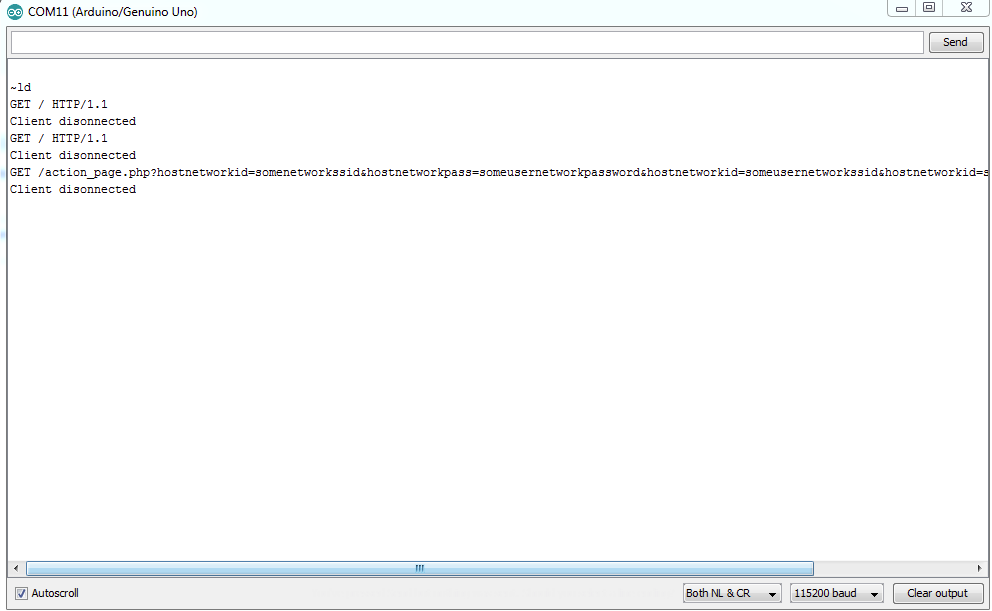 COM11 (Arduino/Genuino Uno)
Send
~ld
GET / HTTP/1.1
Client disonnected
GET / HTTP/1.1
Client disonnected
GET /action_page.php?hostnetworkid=somenetworkssid&hostnetworkpass=someusernetworkpassword&hostnetworkid=someusernetworkssid&hostnetworkid=s
Client disonnected
Autoscroll
Both NL & CR
115200 baud
Clear output